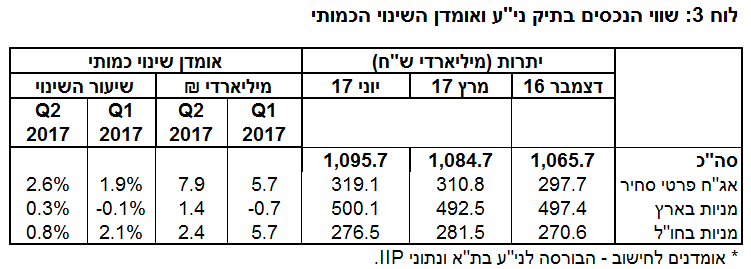 לוח 3: שווי הנכסים בתיק ני"ע ואומדן השינוי הכמותי
יתרות (מיליארדי ש"ח) אומדן שינוי כמותי
דצמבר 16 מרץ 17 יוני 17 מיליארדי ₪ שיעור השינוי
Q1 2017 Q2 2017 Q1 2017 Q2 2017
סה"כ 1,065.7 1,084.7 1,095.7
אג"ח פרטי סחיר 297.7 310.8 319.1 5.7 7.9 1.9% 2.6%
מניות בארץ 497.4 492.5 500.1 -0.7 1.4 -0.1% 0.3%
מניות בחו"ל 270.6 281.5 276.5 5.7 2.4 2.1% 0.8%
* אומדנים לחישוב - הבורסה לני"ע בת"א ונתוני IIP.